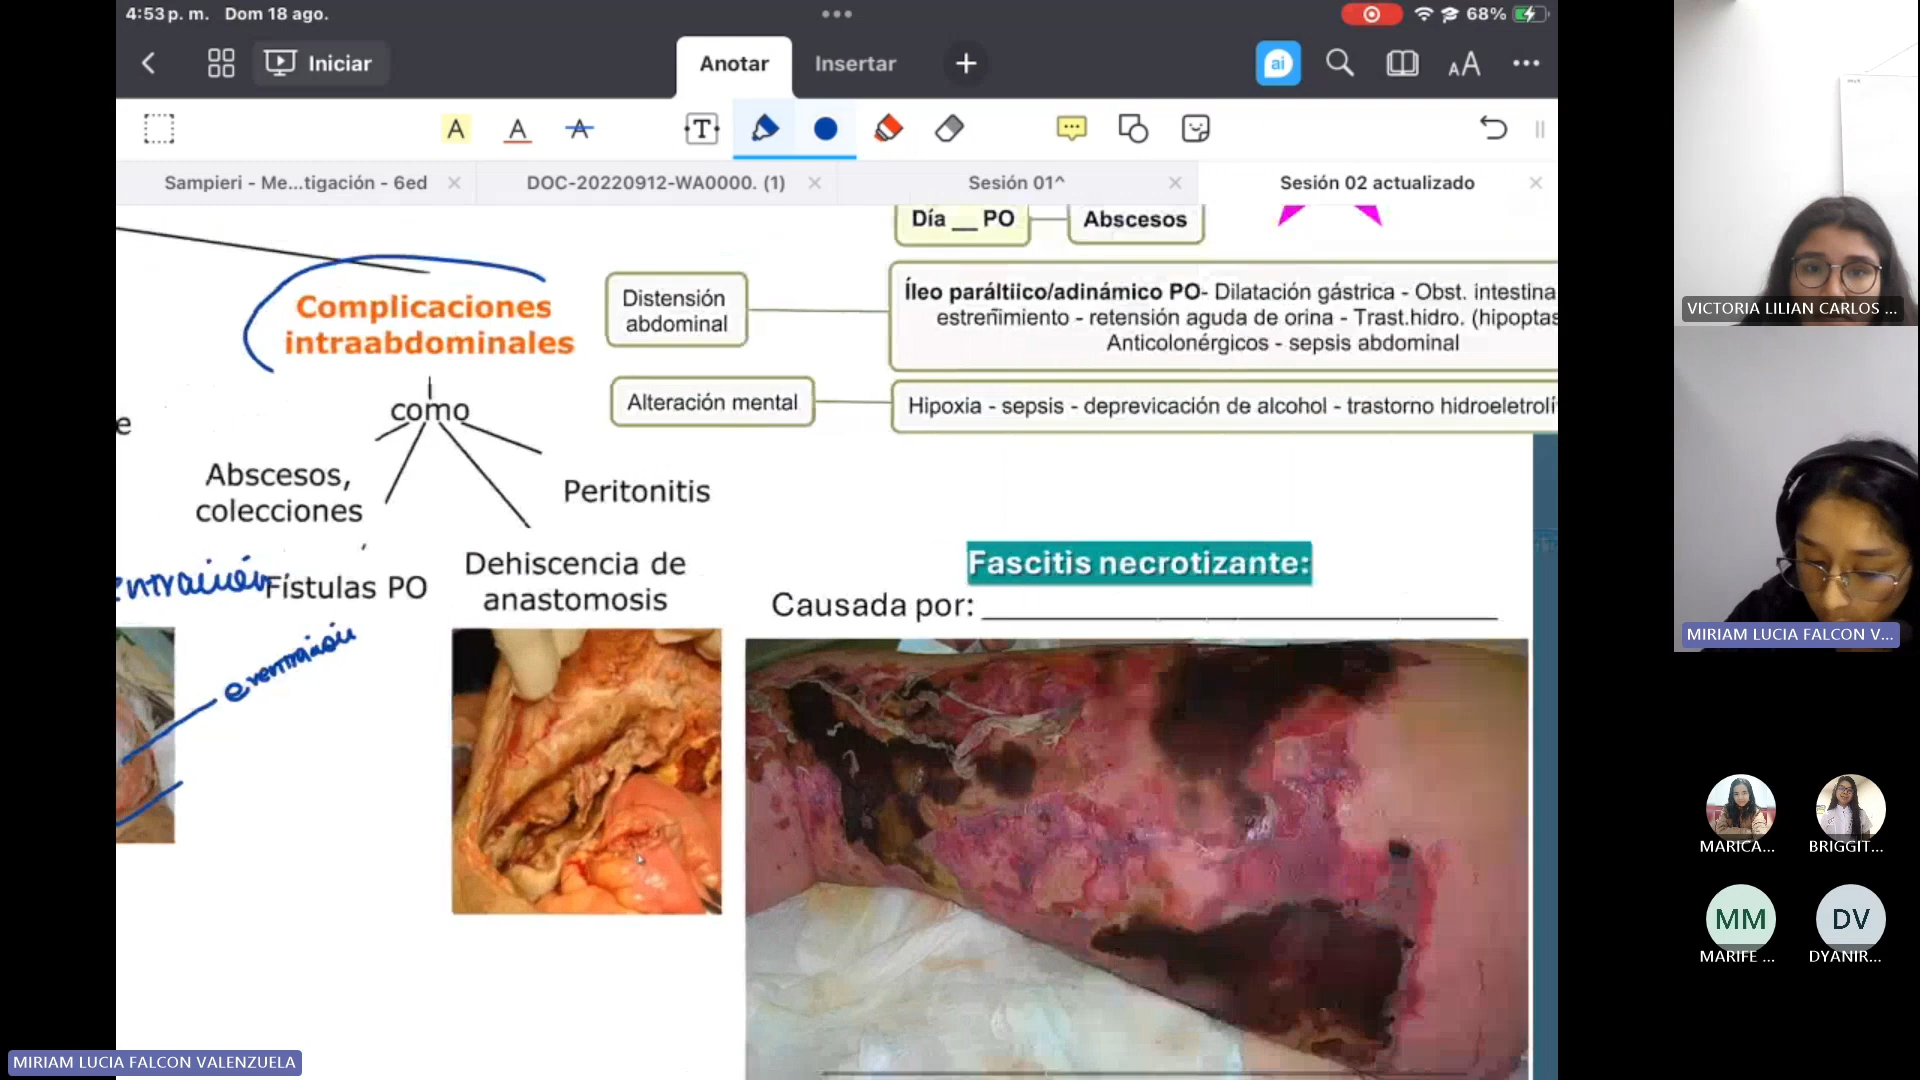 4:53 p. m. Dom 18 ago.
68%
Iniciar
Anotar
Insertar
ai
AA
A A A
T
Sampieri - Me...tigación - 6ed
DOC-20220912-WA0000. (1)
Sesión 01^
Sesión 02 actualizado
Día __ PO
Abscesos
Complicaciones
intraabdominales
Distensión
abdominal
Íleo paráltiico/adinámico PO- Dilatación gástrica - Obst. intestina
estreñimiento - retensión aguda de orina - Trast.hidro. (hipoptas
Anticolonérgicos - sepsis abdominal
Alteración mental
Hipoxia - sepsis - deprevicación de alcohol - trastorno hidroeletrolí
como
e
Abscesos,
colecciones
Peritonitis
Fístulas PO
Dehiscencia de
anastomosis
Fascitis necrotizante:
Causada por: ____
VICTORIA LILIAN CARLOS ...
MIRIAM LUCIA FALCON V...
MARICA...
BRIGGIT...
MM
MARIFE ...
DV
DYANIR...
MIRIAM LUCIA FALCON VALENZUELA